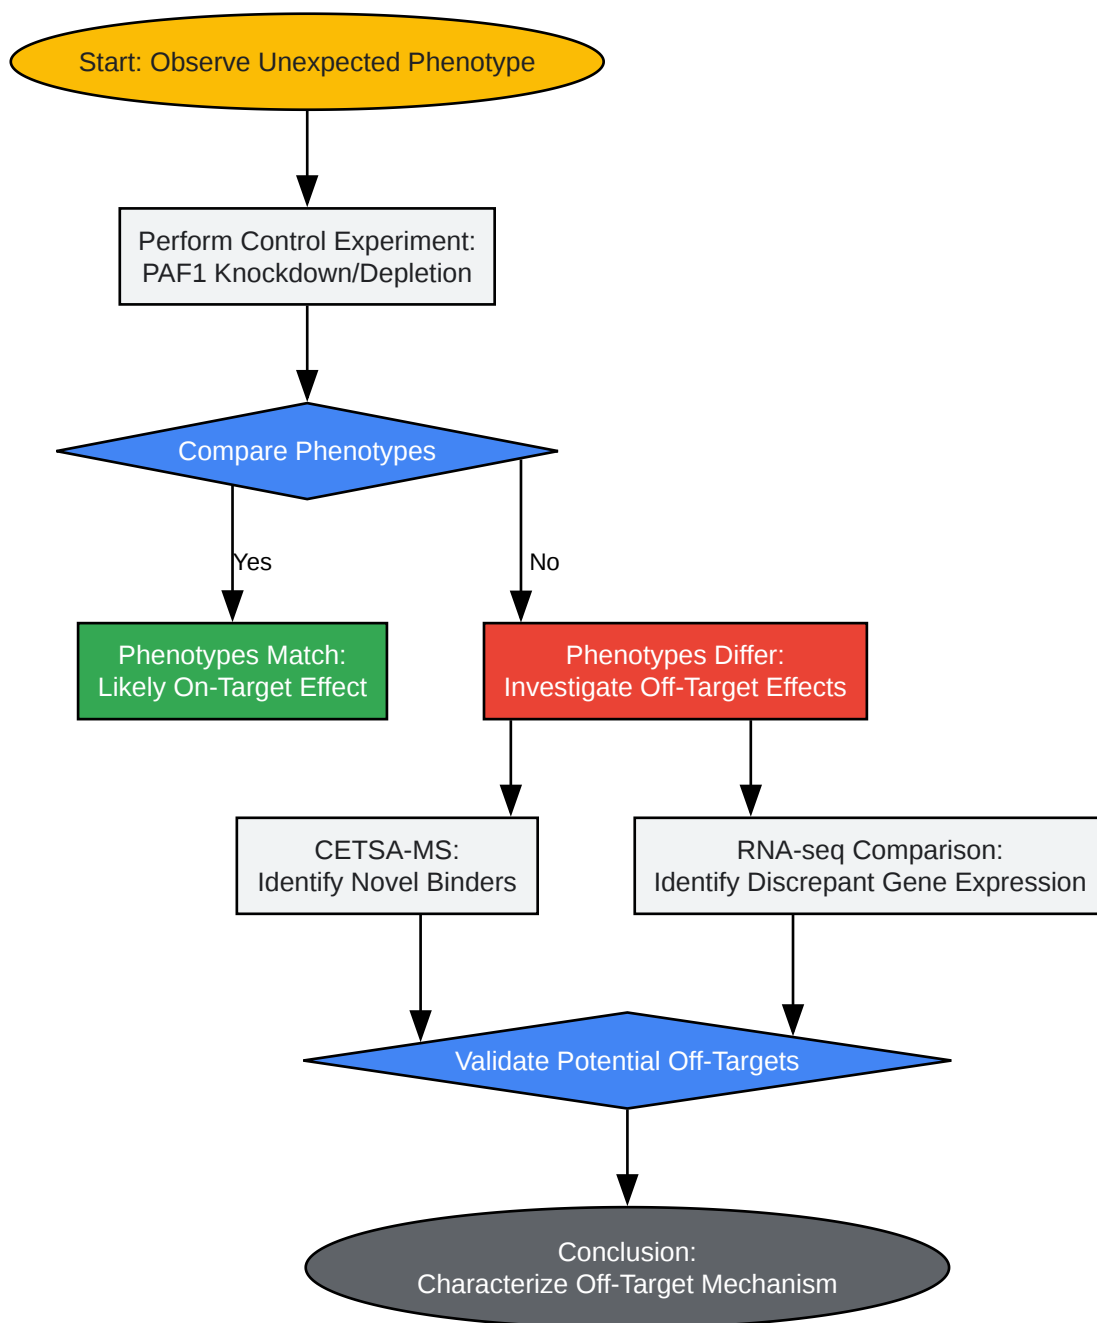 Start: Observe Unexpected Phenotype
Perform Control Experiment:
PAF1 Knockdown/Depletion
Compare Phenotypes
Yes
No
Phenotypes Match:
Likely On-Target Effect
Phenotypes Differ:
Investigate Off-Target Effects
CETSA-MS:
Identify Novel Binders
RNA-seq Comparison:
Identify Discrepant Gene Expression
Validate Potential Off-Targets
Conclusion:
Characterize Off-Target Mechanism